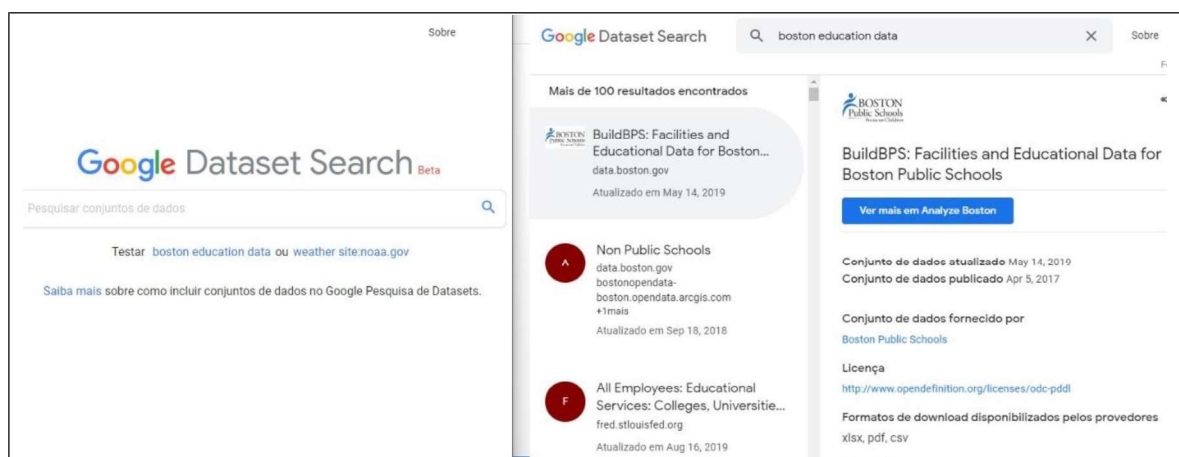 Sobre
Google Dataset Search Beta
Pesquisar conjuntos de dados
Testar boston education data ou weather site:noaa.gov
Saiba mais sobre como incluir conjuntos de dados no Google Pesquisa de Datasets.
Google Dataset Search
boston education data
Sobre
Mais de 100 resultados encontrados
BOSTON
Public Schools
BuildBPS: Facilities and
Educational Data for Boston...
data.boston.gov
Atualizado em May 14, 2019
A
Non Public Schools
data.boston.gov
bostonopendata-
boston.opendata.arcgis.com
+1mais
Atualizado em Sep 18, 2018
F
All Employees: Educational
Services: Colleges, Universitie...
fred.stlouisfed.org
Atualizado em Aug 16, 2019
BOSTON
Public Schools
BuildBPS: Facilities and Educational Data for
Boston Public Schools
Ver mais em Analyze Boston
Conjunto de dados atualizado May 14, 2019
Conjunto de dados publicado Apr 5, 2017
Conjunto de dados fornecido por
Boston Public Schools
Licença
http://www.opendefinition.org/licenses/odc-pddl
Formatos de download disponibilizados pelos provedores
xlsx, pdf, csv